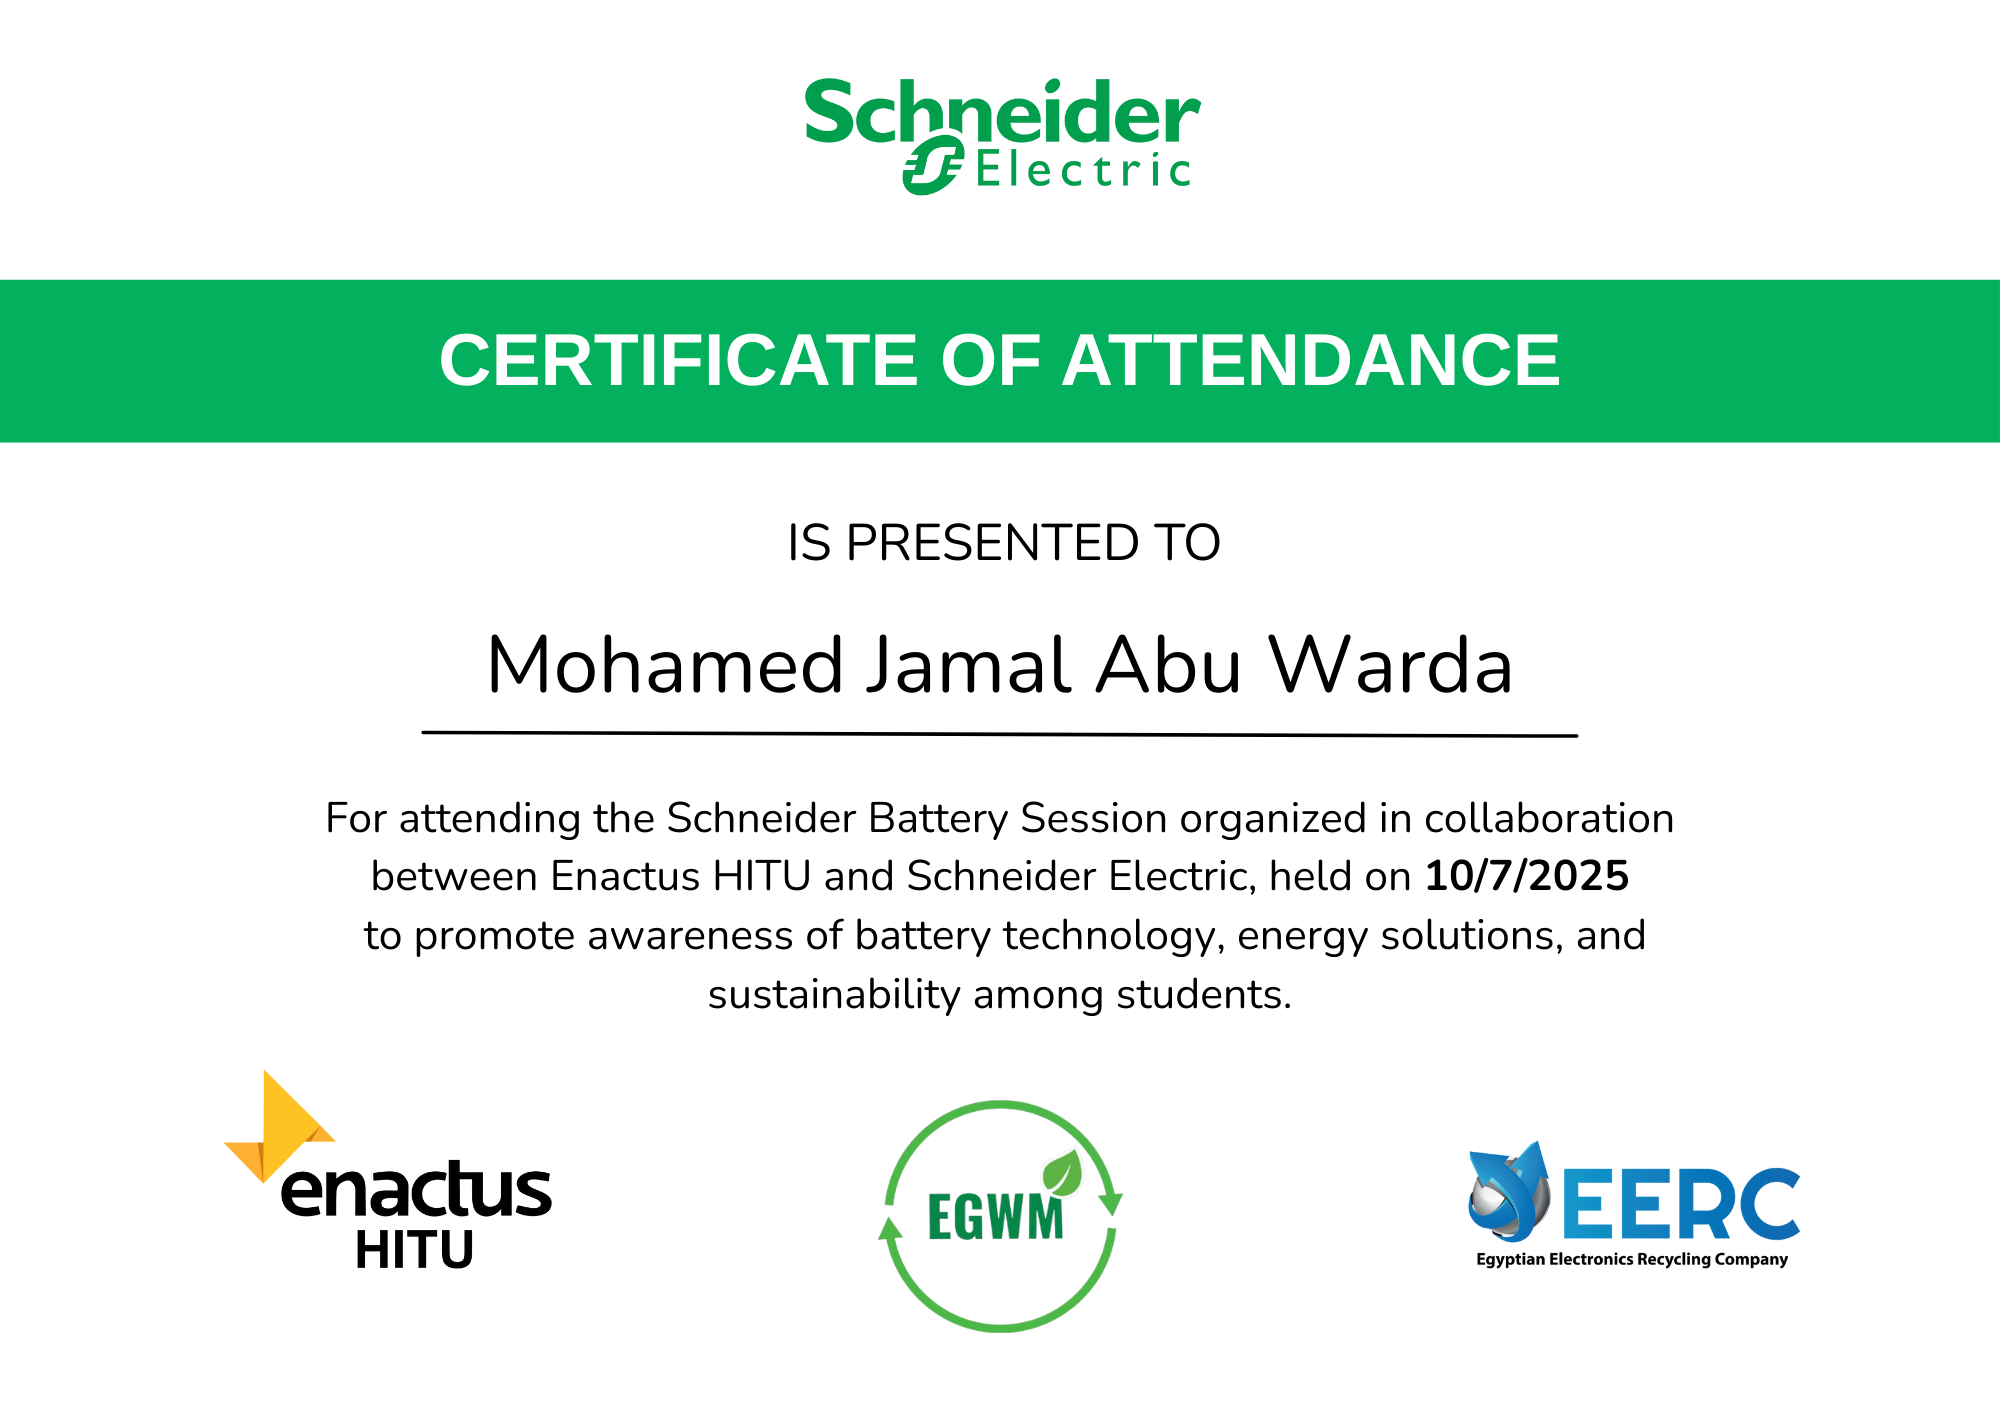 Schneider
Electric
CERTIFICATE OF ATTENDANCE
IS PRESENTED TO
Mohamed Jamal Abu Warda
For attending the Schneider Battery Session organized in collaboration
between Enactus HITU and Schneider Electric, held on 10/7/2025
to promote awareness of battery technology, energy solutions, and
sustainability among students.
enactus
HITU
EGWM
EERC
Egyptian Electronics Recycling Company